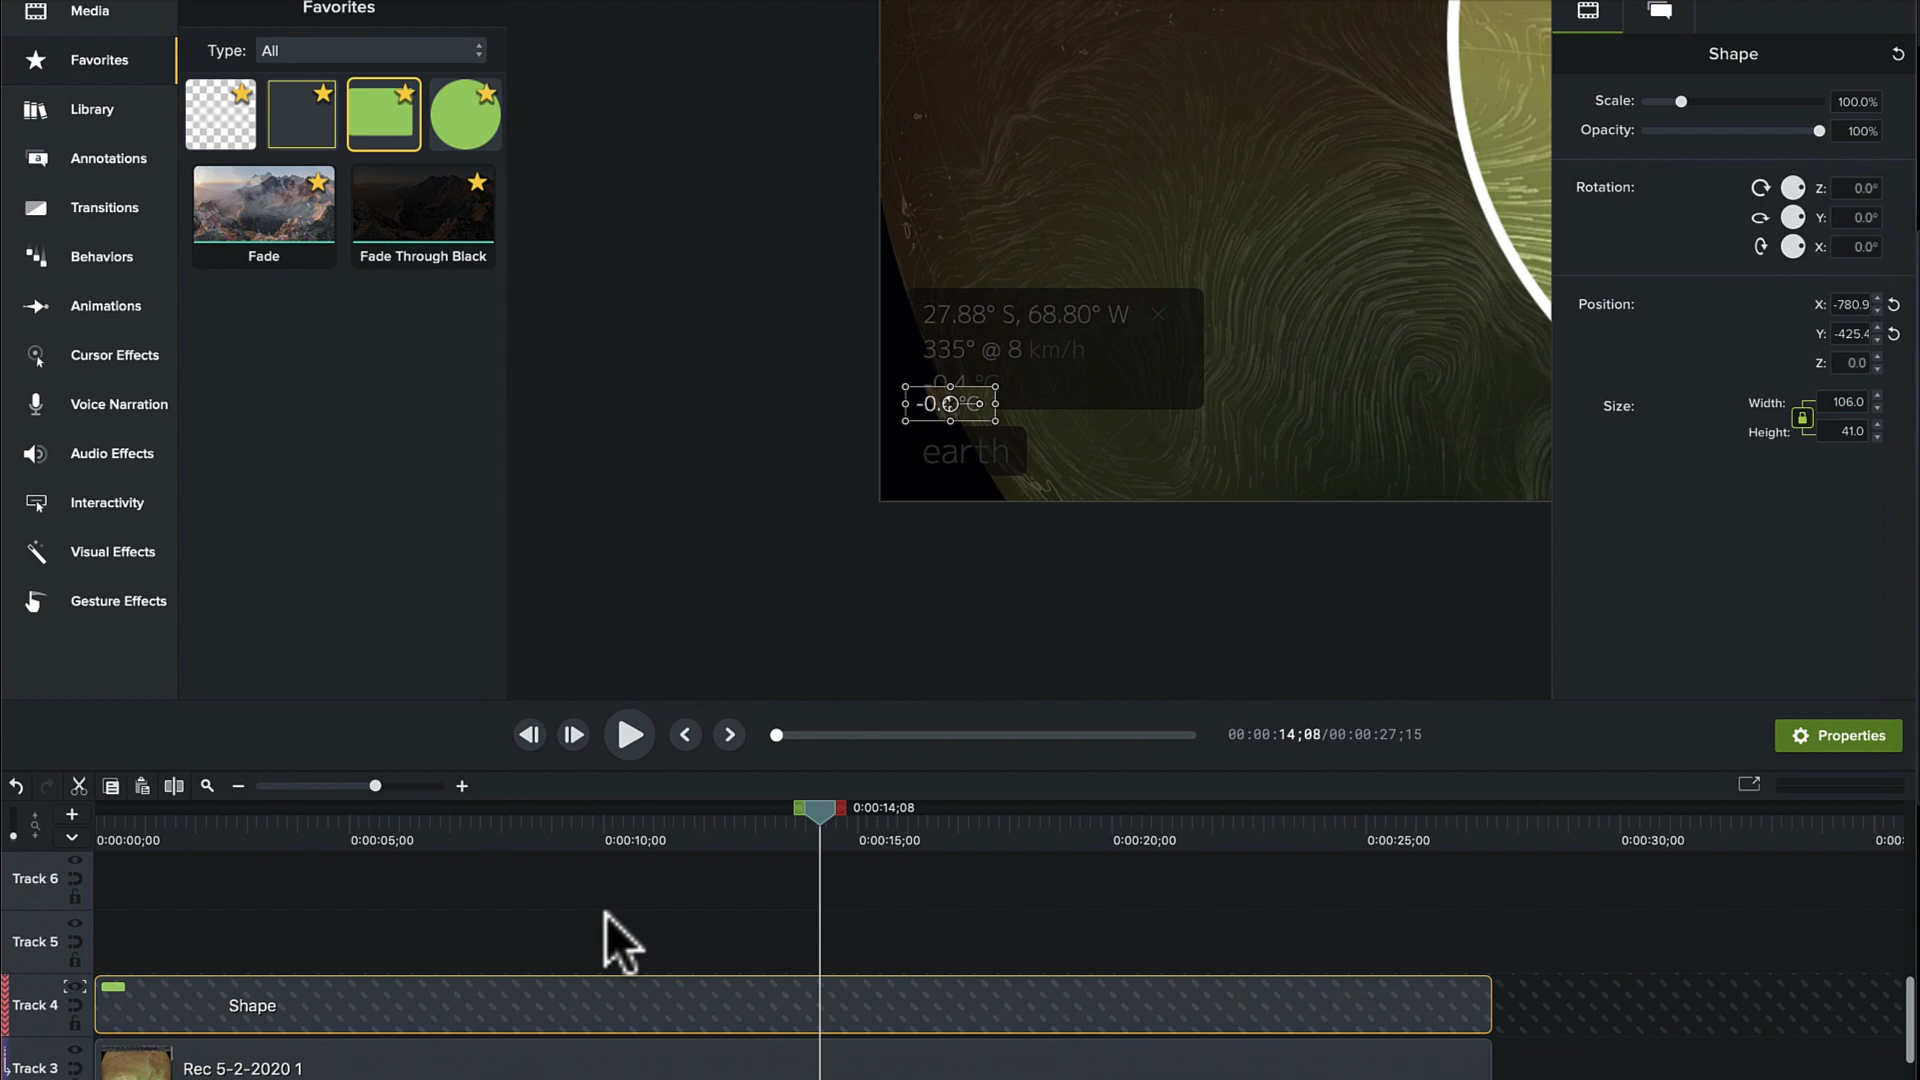 Media
Favorites
Library
Annotations
Transitions
Behaviors
Animations
Cursor Effects
Voice Narration
Audio Effects
Interactivity
Visual Effects
Gesture Effects
Favorites
Type: All
Fade
Fade Through Black
27.88° S, 68.80° W ×
335° @ 8 km/h
earth
Shape
Scale: 100.0%
Opacity: 100%
Rotation: Z: 0.0°
Y: 0.0°
X: 0.0°
Position: X: -780.9
Y: -425.4
Z: 0.0
Size: Width: 106.0
Height: 41.0
00:00:14;08/00:00:27;15
Properties
0:00:14;08
0:00:00;00 0:00:05;00 0:00:10;00 0:00:15;00 0:00:20;00 0:00:25;00 0:00:30;00 0:00:
Track 6
Track 5
Track 4 Shape
Track 3 Rec 5-2-2020 1